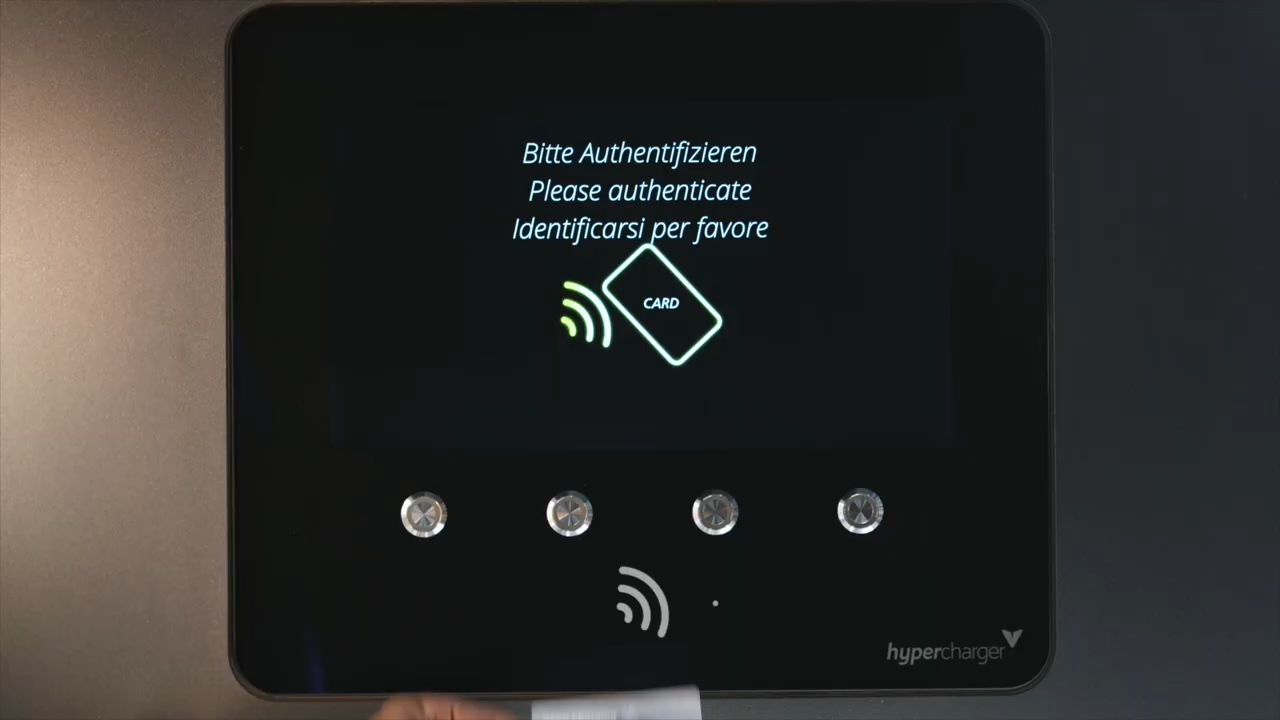 Bitte Authentifizieren
Please authenticate
Identificarsi per favore
CARD
hypercharger